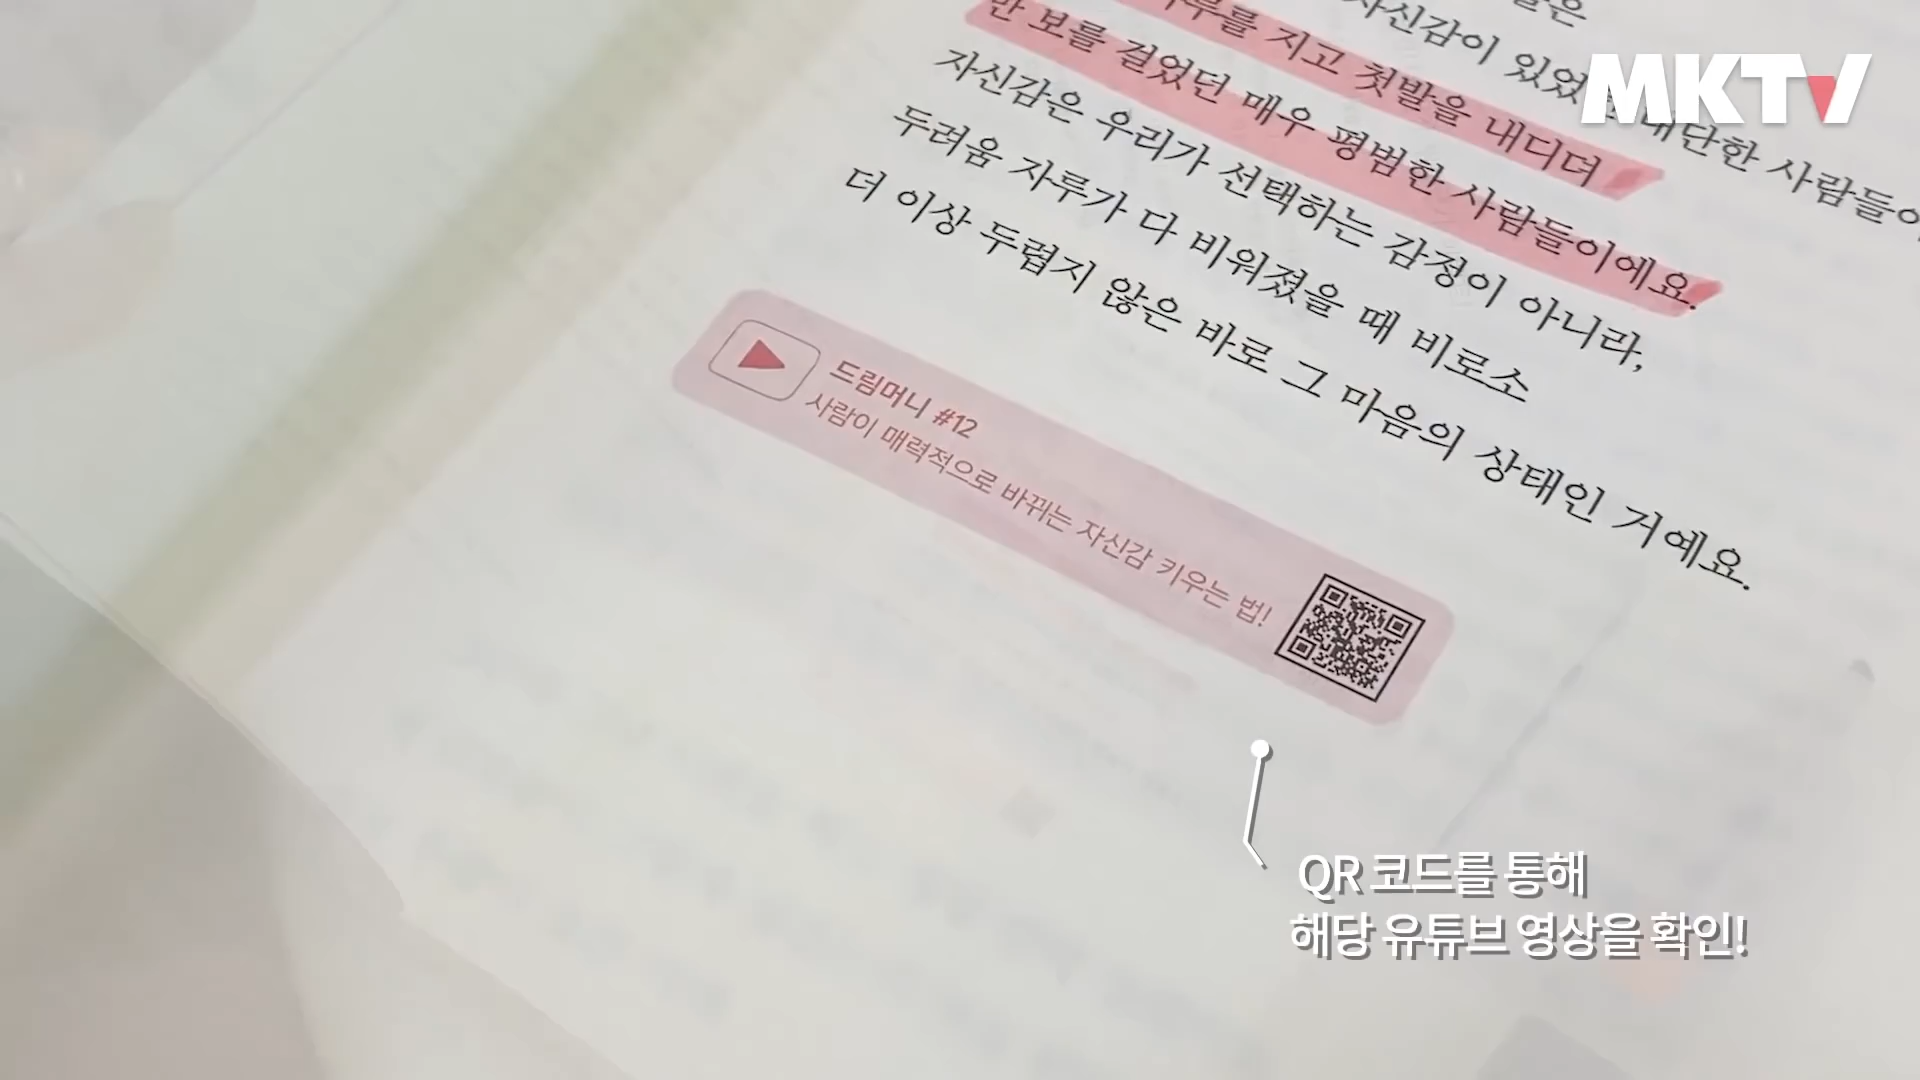 자신감이 있었
대단한 사람들이
지고 첫발을 내디뎌
만 보를 걸었던 매우 평범한 사람들이에요.
자신감은 우리가 선택하는 감정이 아니라,
두려움 자루가 다 비워졌을 때 비로소
더 이상 두렵지 않은 바로 그 마음의 상태인 거예요.
드림머니 #12
사람이 매력적으로 바뀌는 자신감 키우는 법!
MKTV
QR 코드를 통해
해당 유튜브 영상을 확인!